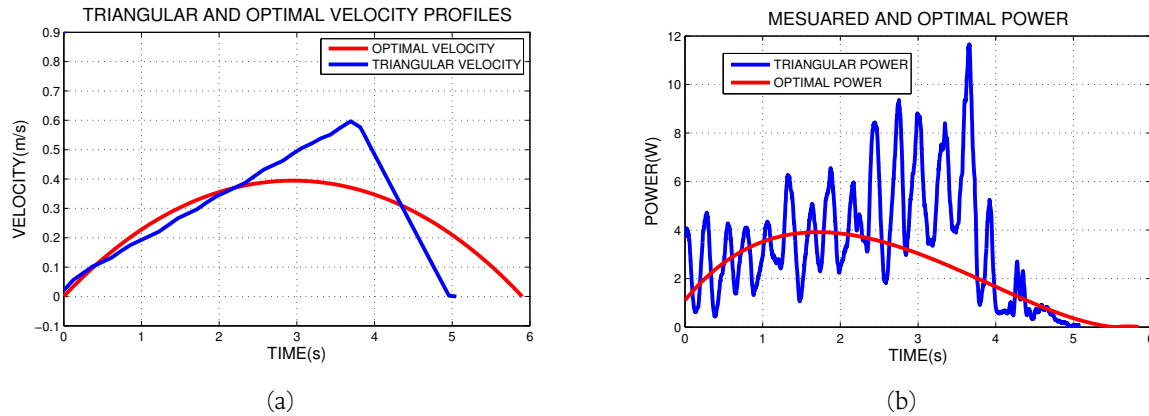 TRIANGULAR AND OPTIMAL VELOCITY PROFILES
0.9
0.8
0.7
0.6
0.5
0.4
0.3
0.2
0.1
0
−0.1
VELOCITY(m/s)
OPTIMAL VELOCITY
TRIANGULAR VELOCITY
0 1 2 3 4 5 6
TIME(s)
(a)
MESUARED AND OPTIMAL POWER
12
10
8
6
4
2
0
POWER(W)
TRIANGULAR POWER
OPTIMAL POWER
0 1 2 3 4 5 6
TIME(s)
(b)